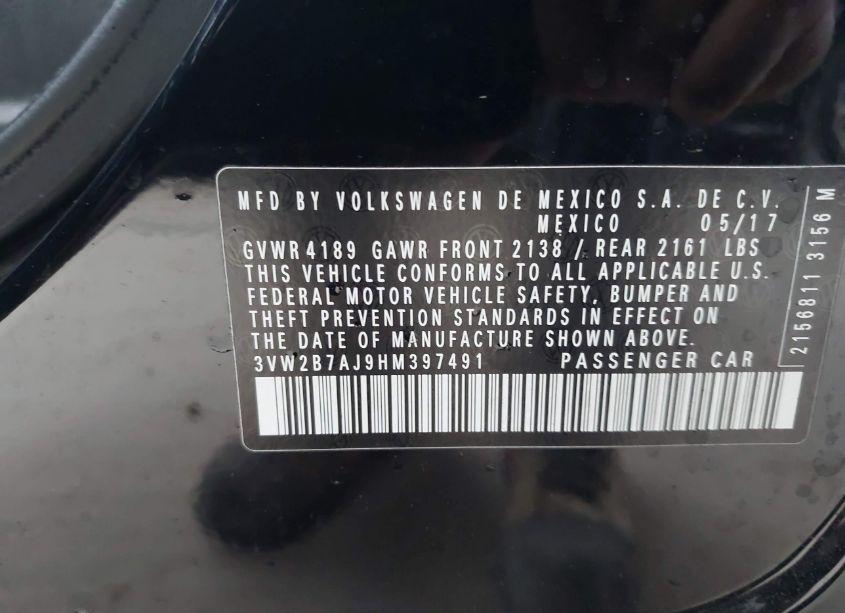 MFD BY VOLKSWAGEN DE MEXICO S.A. DE C.V.
MEXICO 05/17
GVWR 4189 GAWR FRONT 2138 / REAR 2161 LBS
THIS VEHICLE CONFORMS TO ALL APPLICABLE U.S.
FEDERAL MOTOR VEHICLE SAFETY, BUMPER AND
THEFT PREVENTION STANDARDS IN EFFECT ON
THE DATE OF MANUFACTURE SHOWN ABOVE.
3VW2B7AJ9HM397491 PASSENGER CAR
2156811 3156 M